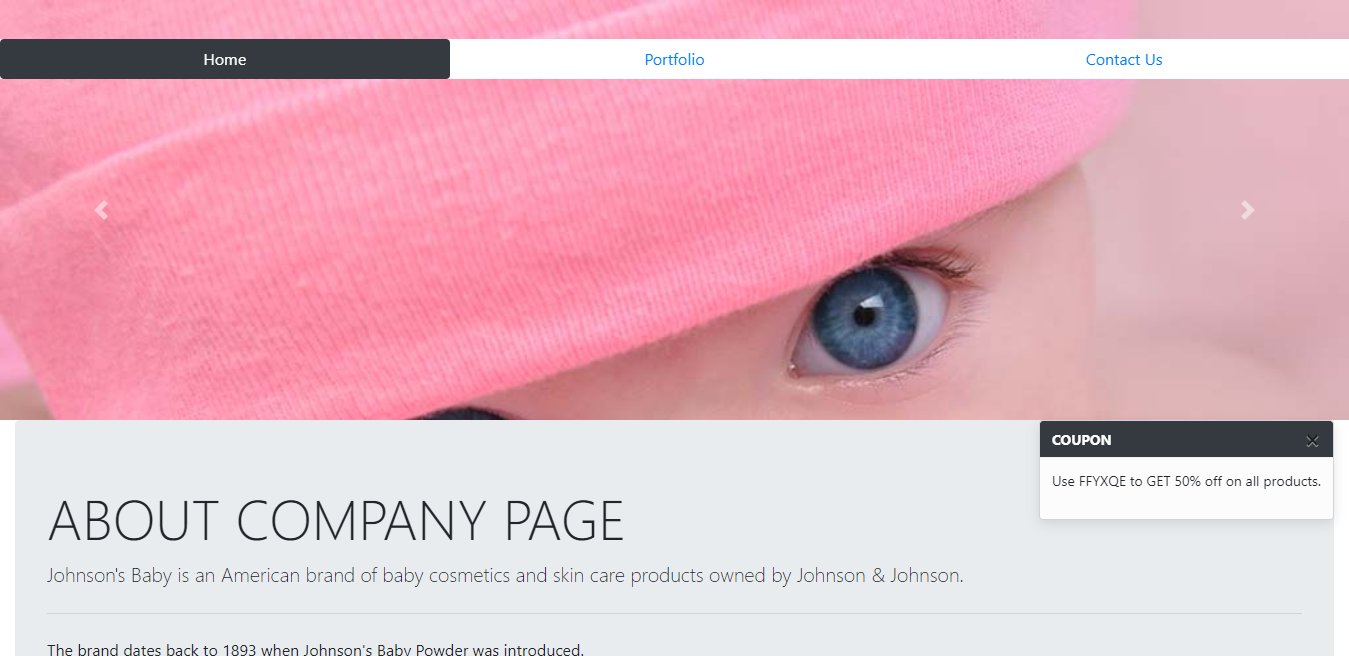 Home
Portfolio
Contact Us
COUPON
Use FFYXQE to GET 50% off on all products.
ABOUT COMPANY PAGE
Johnson's Baby is an American brand of baby cosmetics and skin care products owned by Johnson & Johnson.
The brand dates back to 1893 when Johnson's Baby Powder was introduced.